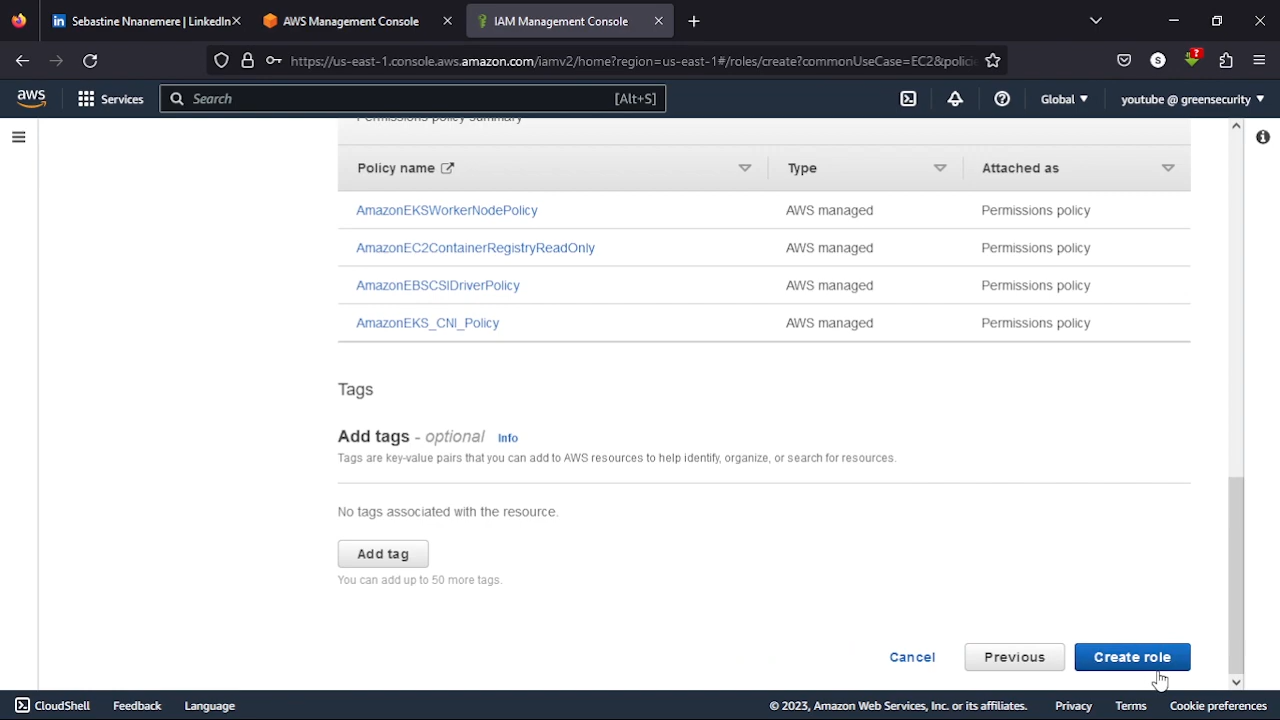 Sebastine Nnanemere | LinkedIn
AWS Management Console
IAM Management Console
https://us-east-1.console.aws.amazon.com/iamv2/home?region=us-east-1#/roles/create?commonUseCase=EC2&policie
aws
Services
Search
[Alt+S]
Global
youtube @ greensecurity
Permissions policy summary
Policy name
Type
Attached as
AmazonEKSWorkerNodePolicy
AWS managed
Permissions policy
AmazonEC2ContainerRegistryReadOnly
AWS managed
Permissions policy
AmazonEBSCSIDriverPolicy
AWS managed
Permissions policy
AmazonEKS_CNI_Policy
AWS managed
Permissions policy
Tags
Add tags - optional Info
Tags are key-value pairs that you can add to AWS resources to help identify, organize, or search for resources.
No tags associated with the resource.
Add tag
You can add up to 50 more tags.
Cancel
Previous
Create role
CloudShell
Feedback
Language
© 2023, Amazon Web Services, Inc. or its affiliates.
Privacy
Terms
Cookie preferences